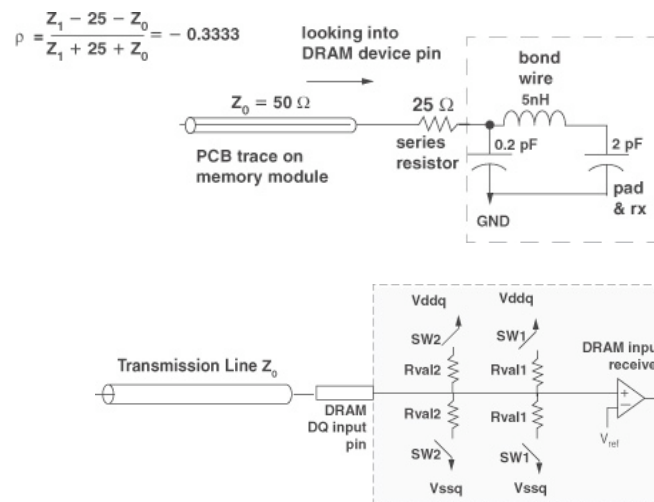 ρ = Z₁ − 25 − Z₀ / Z₁ + 25 + Z₀ = − 0.3333
looking into
DRAM device pin
bond
wire
5nH
Z₀ = 50 Ω
25 Ω
series
resistor
PCB trace on
memory module
0.2 pF
2 pF
pad
& rx
GND
Vddq
Vddq
SW2
SW1
Rval2
Rval1
Transmission Line Z₀
DRAM
DQ input
pin
Rval2
Rval1
SW2
SW1
Vssq
Vssq
DRAM inpu
receive
+
−
Vref